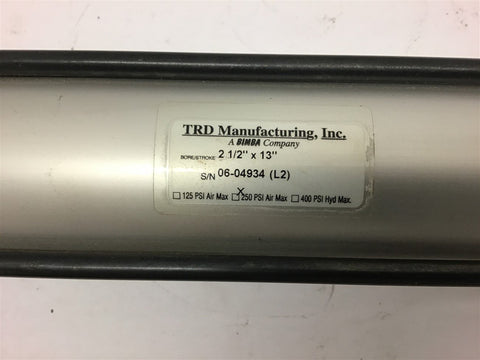 TRD Manufacturing, Inc.
A BIMBA Company
BORE/STROKE 2 1/2" x 13"
S/N 06-04934 (L2)
x
☐ 125 PSI Air Max ☐ 250 PSI Air Max ☐ 400 PSI Hyd Max.